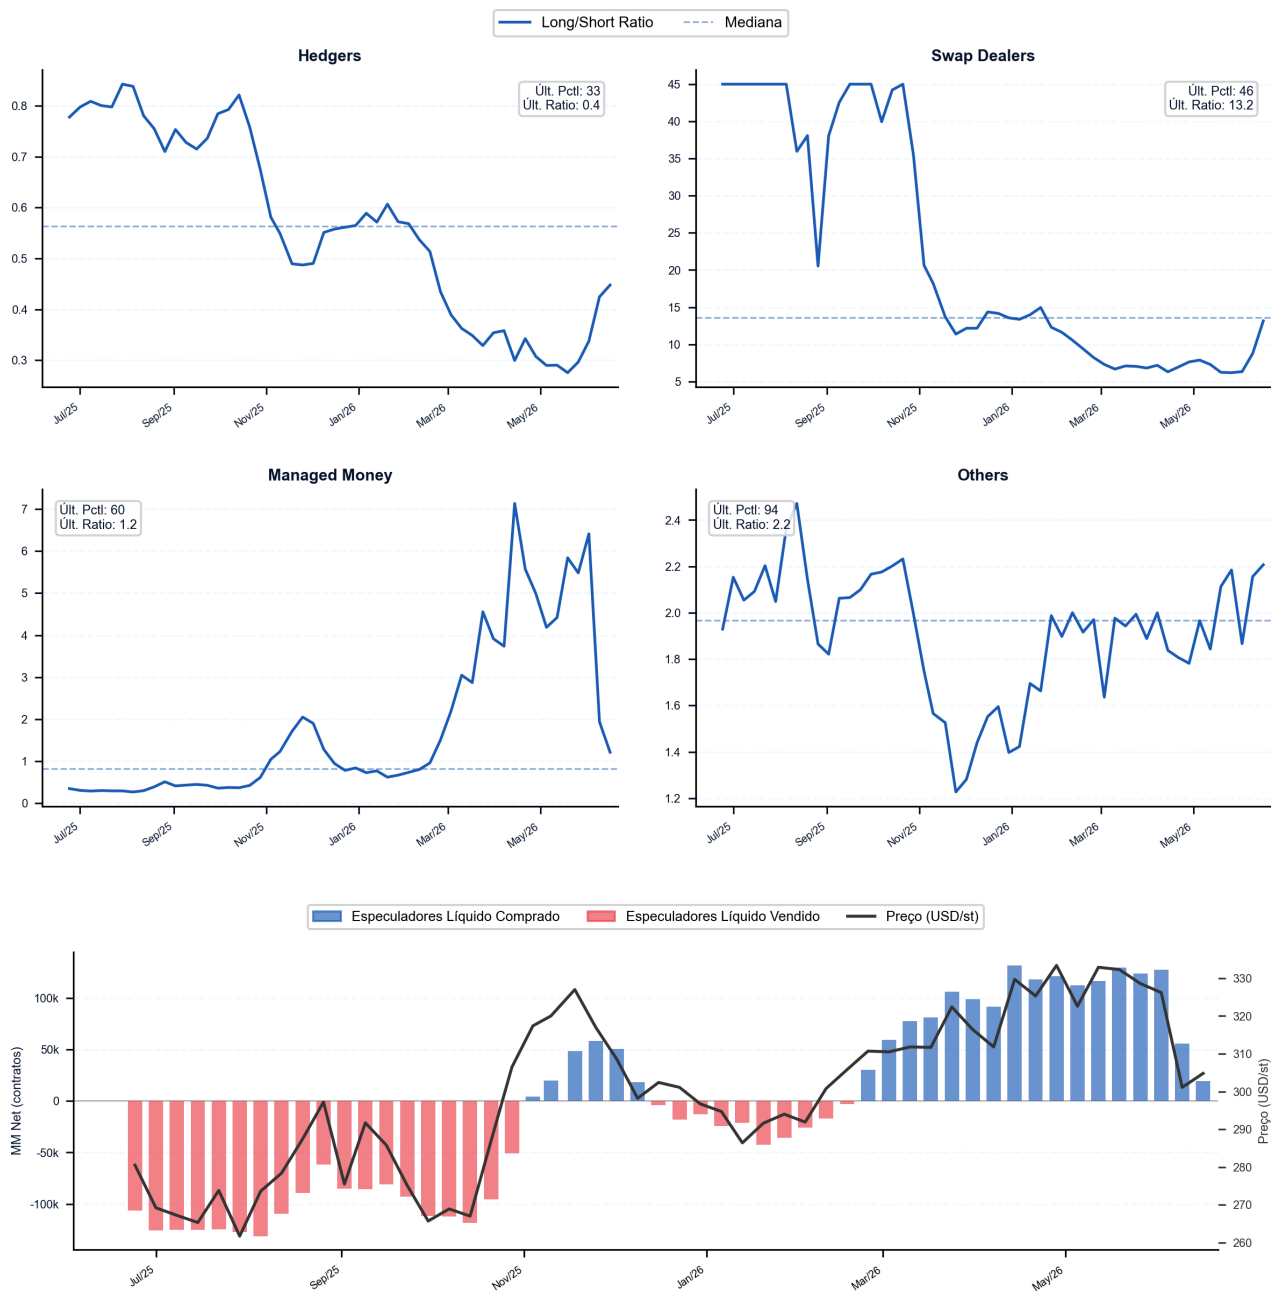 Long/Short Ratio
Mediana
Hedgers
Últ. Pctl: 33
Últ. Ratio: 0.4
0.8
0.7
0.6
0.5
0.4
0.3
Jul/25
Sep/25
Nov/25
Jan/26
Mar/26
May/26
Swap Dealers
Últ. Pctl: 46
Últ. Ratio: 13.2
45
40
35
30
25
20
15
10
5
Jul/25
Sep/25
Nov/25
Jan/26
Mar/26
May/26
Managed Money
Últ. Pctl: 60
Últ. Ratio: 1.2
7
6
5
4
3
2
1
0
Jul/25
Sep/25
Nov/25
Jan/26
Mar/26
May/26
Others
Últ. Pctl: 94
Últ. Ratio: 2.2
2.4
2.2
2.0
1.8
1.6
1.4
1.2
Jul/25
Sep/25
Nov/25
Jan/26
Mar/26
May/26
Especuladores Líquido Comprado
Especuladores Líquido Vendido
Preço (USD/st)
MM Net (contratos)
100k
50k
0
-50k
-100k
330
320
310
300
290
280
270
260
Preço (USD/st)
Jul/25
Sep/25
Nov/25
Jan/26
Mar/26
May/26